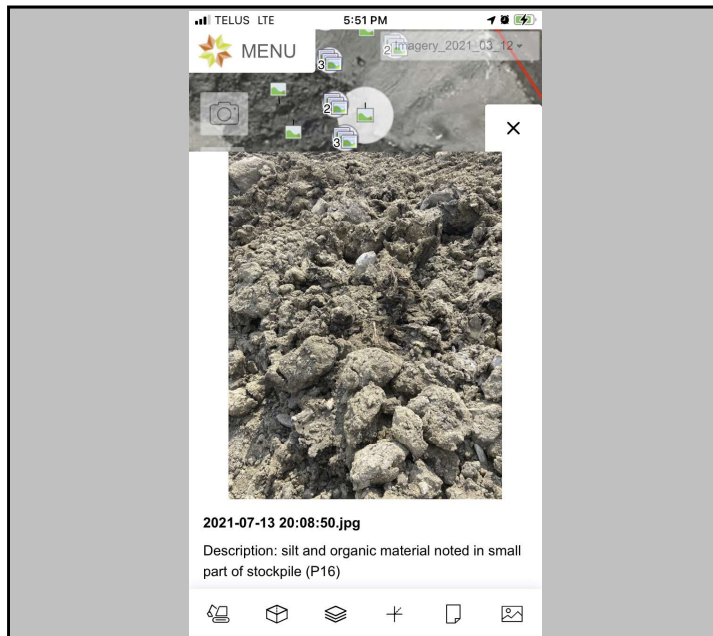 TELUS LTE 5:51 PM
MENU
Imagery_2021_03_12
3
2
2
3
2021-07-13 20:08:50.jpg
Description: silt and organic material noted in small
part of stockpile (P16)